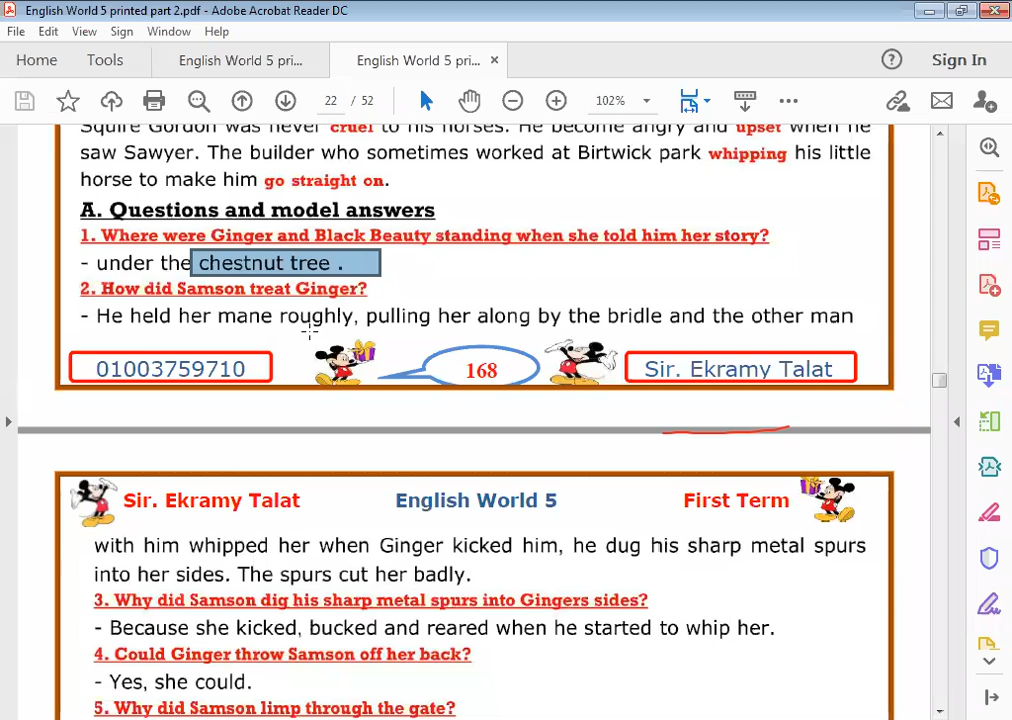 English World 5 printed part 2.pdf - Adobe Acrobat Reader DC
File Edit View Sign Window Help
Home Tools English World 5 pri... English World 5 pri... × Sign In
22 / 52 102%
Squire Gordon was never cruel to his horses. He become angry and upset when he
saw Sawyer. The builder who sometimes worked at Birtwick park whipping his little
horse to make him go straight on.
A. Questions and model answers
1. Where were Ginger and Black Beauty standing when she told him her story?
- under the chestnut tree .
2. How did Samson treat Ginger?
- He held her mane roughly, pulling her along by the bridle and the other man
01003759710 168 Sir. Ekramy Talat
Sir. Ekramy Talat English World 5 First Term
with him whipped her when Ginger kicked him, he dug his sharp metal spurs
into her sides. The spurs cut her badly.
3. Why did Samson dig his sharp metal spurs into Gingers sides?
- Because she kicked, bucked and reared when he started to whip her.
4. Could Ginger throw Samson off her back?
- Yes, she could.
5. Why did Samson limp through the gate?